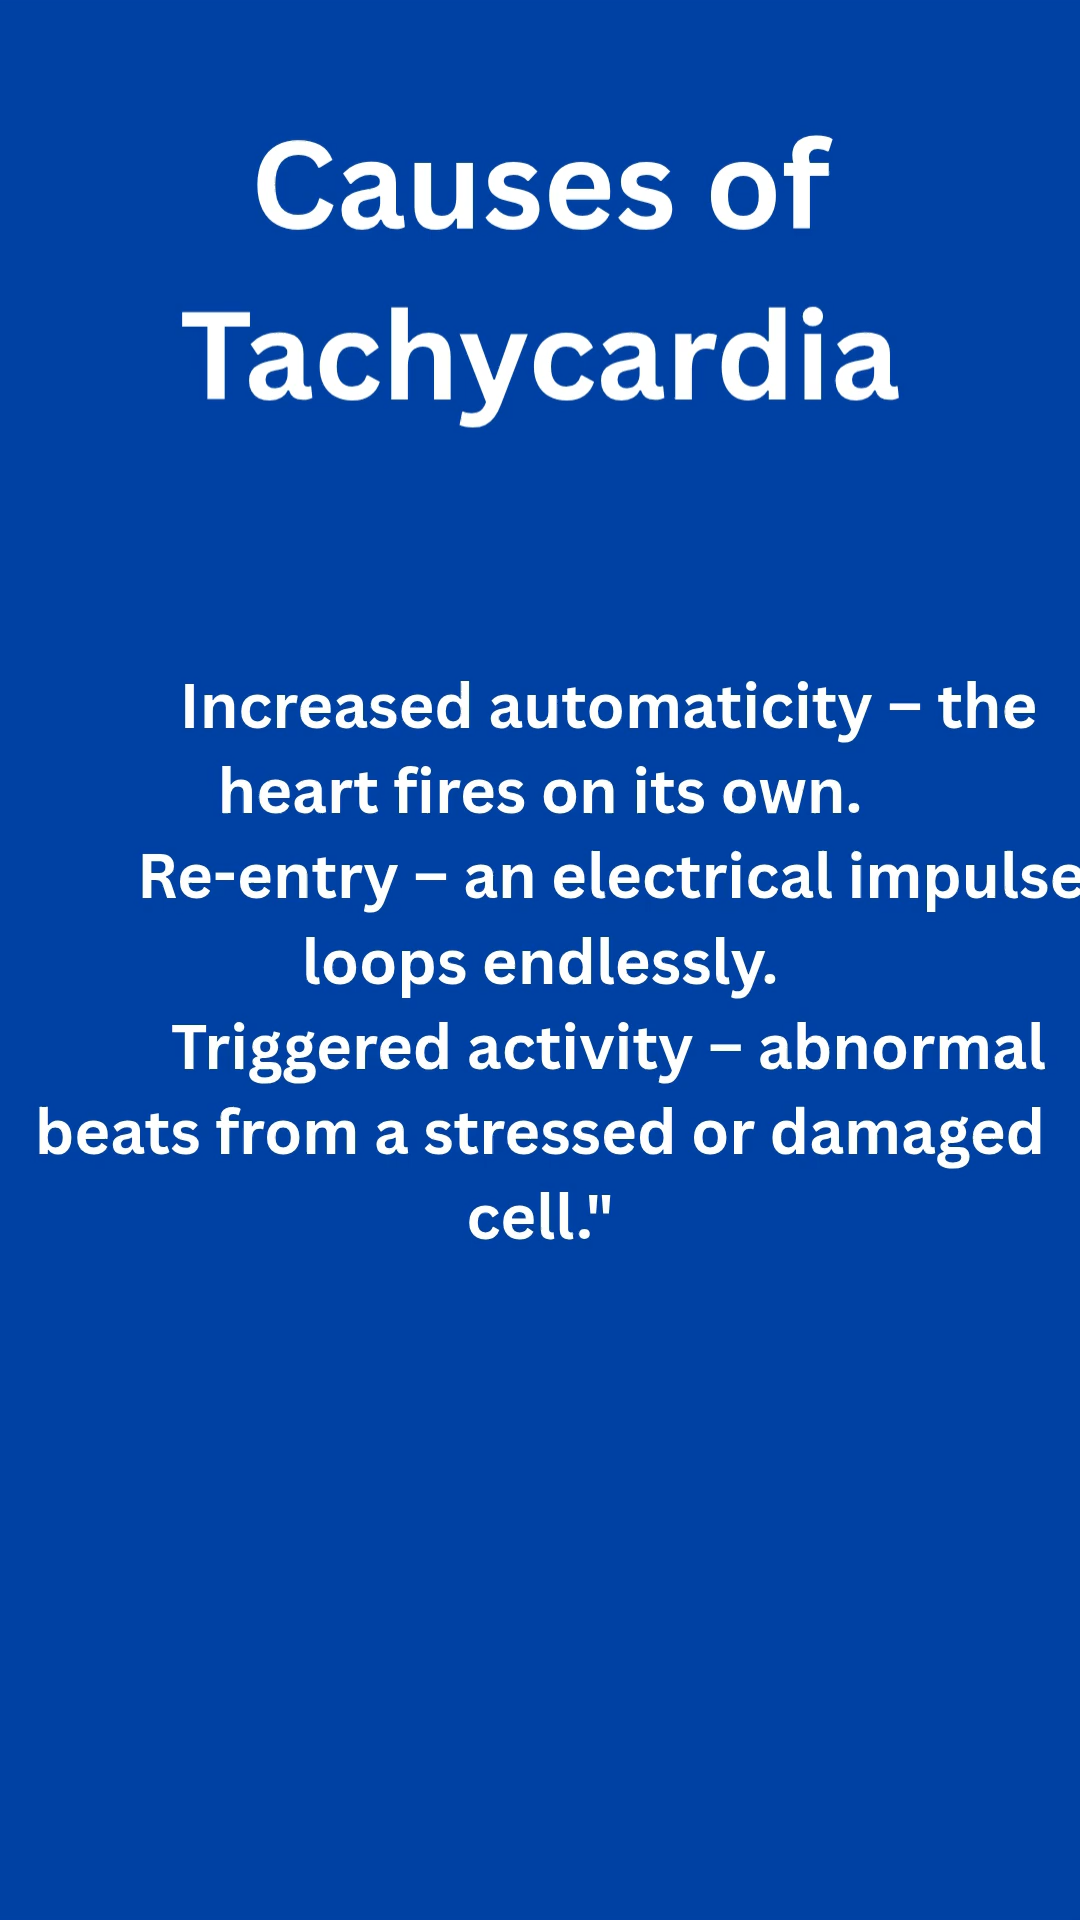 Causes of
Tachycardia
Increased automaticity – the
heart fires on its own.
Re-entry – an electrical impulse
loops endlessly.
Triggered activity – abnormal
beats from a stressed or damaged
cell."